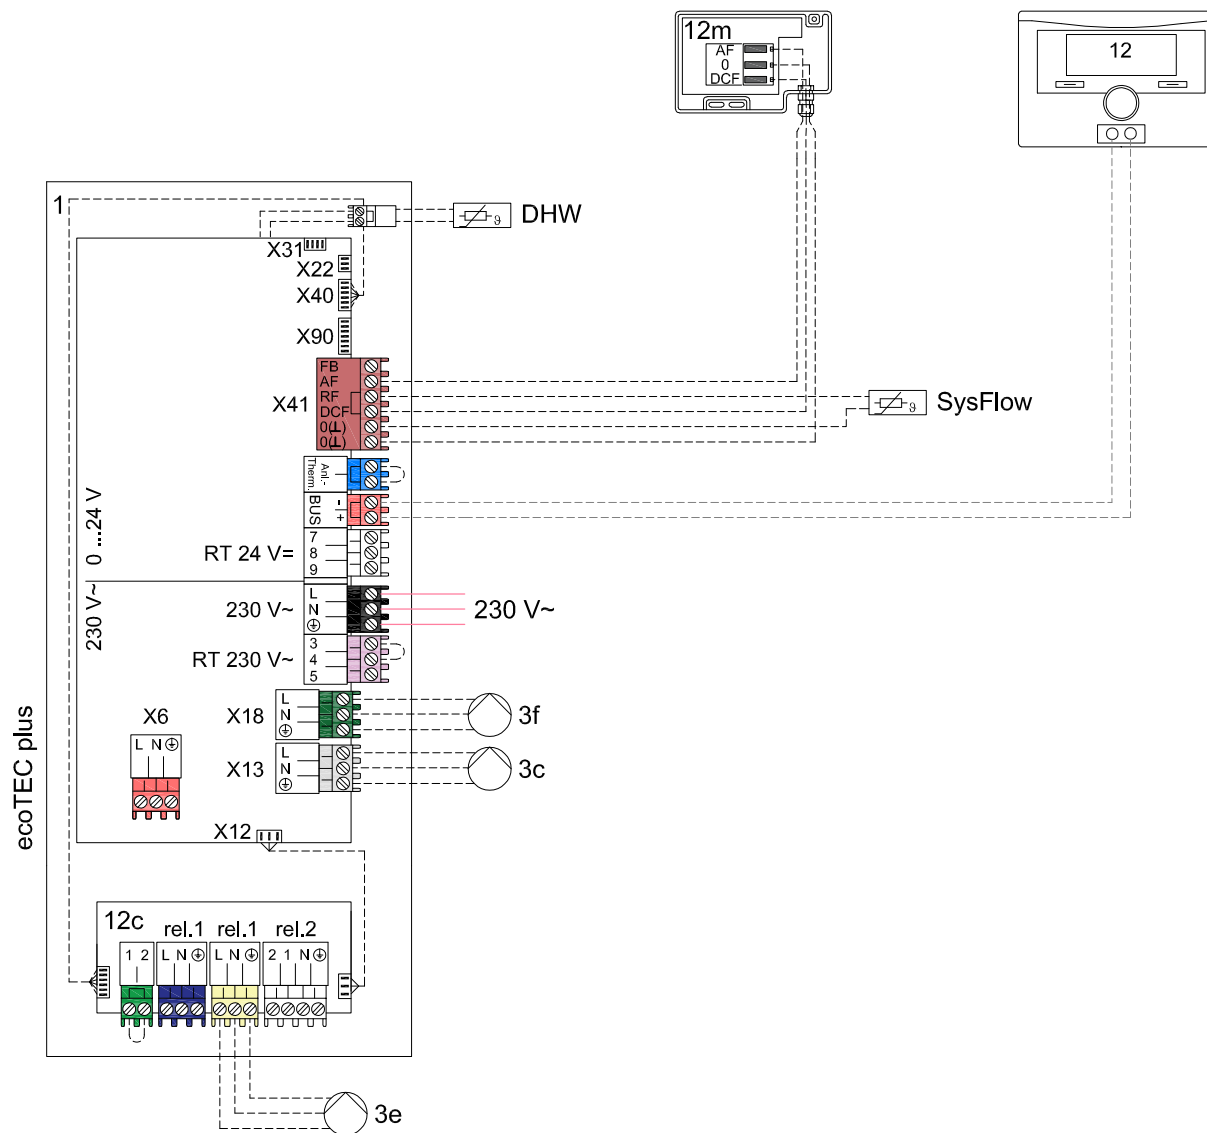 12m
AF
0
DCF
12
1
DHW
ϑ
X31
X22
X40
X90
X41
FB
AF
RF
DCF
0(⊥)
0(⊥)
SysFlow
ϑ
Anl.-
Therm.
BUS
- +
0 ...24 V
230 V~
RT 24 V=
7
8
9
230 V~
L
N
230 V~
RT 230 V~
3
4
5
X18
L
N
3f
X13
L
N
3c
X6
L N
ecoTEC plus
X12
12c
rel.1 rel.1 rel.2
1 2 L N L N 2 1 N
3e